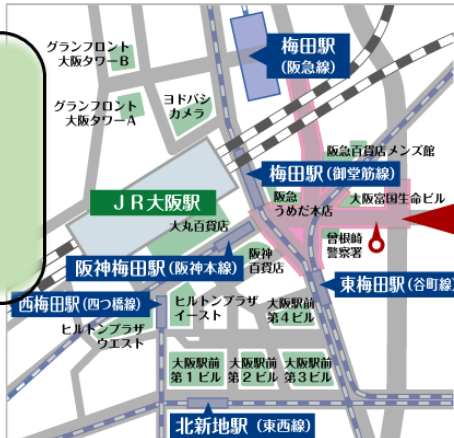 グランフロント
大阪タワーB
梅田駅
(阪急線)
グランフロント
大阪タワーA
ヨドバシ
カメラ
阪急百貨店メンズ館
梅田駅(御堂筋線)
JR大阪駅
阪急
うめだ本店
大阪富国生命ビル
大丸百貨店
曾根崎
警察署
阪神梅田駅(阪神本線)
阪神
百貨店
東梅田駅(谷町線)
西梅田駅(四つ橋線)
ヒルトンプラザ
イースト
大阪駅前
第4ビル
ヒルトンプラザ
ウエスト
大阪駅前
第1ビル
大阪駅前
第2ビル
大阪駅前
第3ビル
北新地駅(東西線)